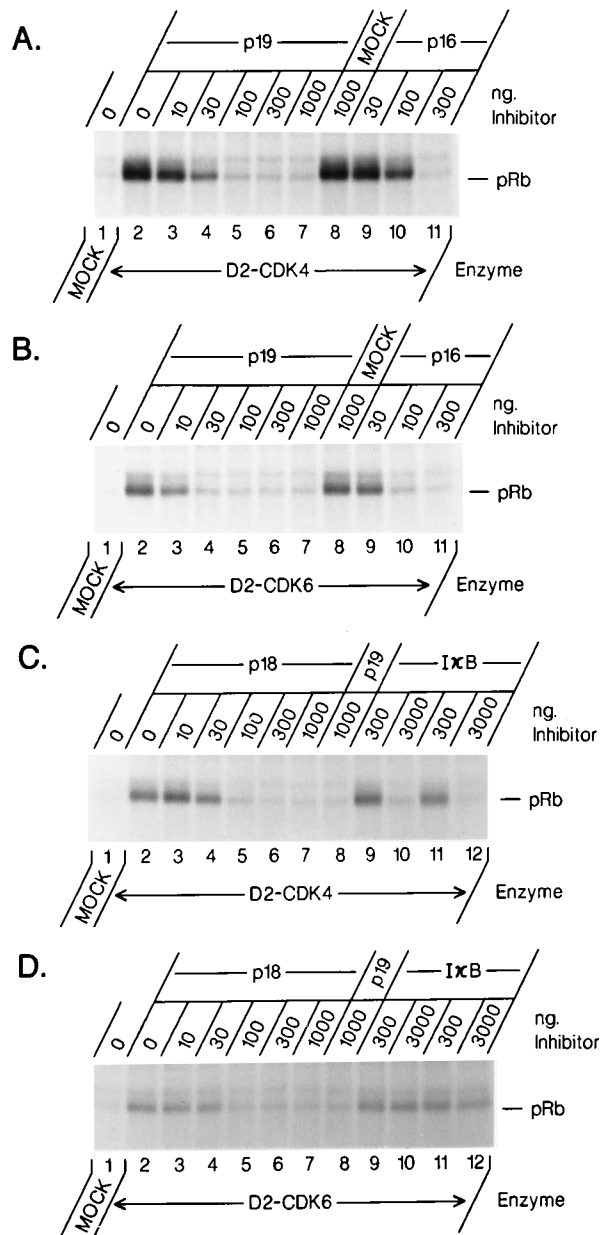 A.
p19 MOCK p16
0 0 10 30 100 300 1000 1000 30 100 300 ng. Inhibitor
pRb
1 2 3 4 5 6 7 8 9 10 11
MOCK D2-CDK4 Enzyme
B.
p19 MOCK p16
0 0 10 30 100 300 1000 1000 30 100 300 ng. Inhibitor
pRb
1 2 3 4 5 6 7 8 9 10 11
MOCK D2-CDK6 Enzyme
C.
p18 p19 IκB
0 0 10 30 100 300 1000 1000 300 3000 300 3000 ng. Inhibitor
pRb
1 2 3 4 5 6 7 8 9 10 11 12
MOCK D2-CDK4 Enzyme
D.
p18 p19 IκB
0 0 10 30 100 300 1000 1000 300 3000 300 3000 ng. Inhibitor
pRb
1 2 3 4 5 6 7 8 9 10 11 12
MOCK D2-CDK6 Enzyme